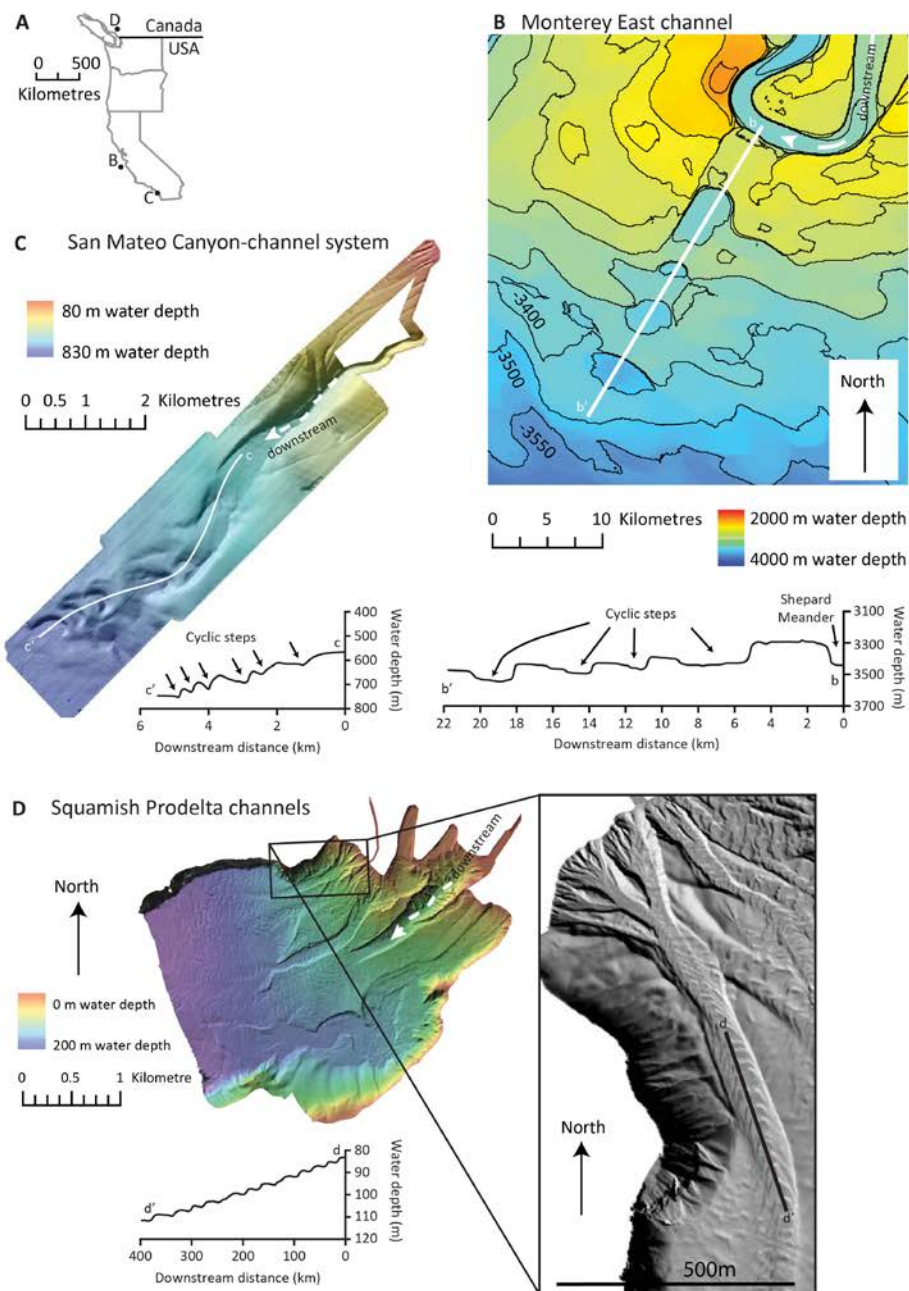 A
D
Canada
USA
0 500
Kilometres
B
C
B Monterey East channel
b
downstream
-3400
-3500
-3550
b'
North
0 5 10 Kilometres
2000 m water depth
4000 m water depth
C San Mateo Canyon-channel system
80 m water depth
830 m water depth
0 0.5 1 2 Kilometres
downstream
c
c'
Cyclic steps
c
c'
400
500
600
700
800
Water depth (m)
6 4 2 0
Downstream distance (km)
Cyclic steps
Shepard
Meander
b'
b
3100
3300
3500
3700
Water depth (m)
22 20 18 16 14 12 10 8 6 4 2 0
Downstream distance (km)
D Squamish Prodelta channels
North
downstream
0 m water depth
200 m water depth
0 0.5 1 Kilometre
d
d'
80
90
100
110
120
Water depth (m)
400 300 200 100 0
Downstream distance (km)
d
d'
North
500m